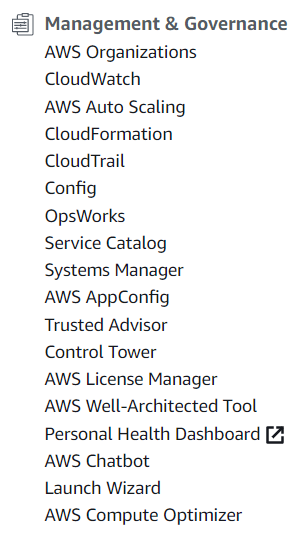 Management & Governance
AWS Organizations
CloudWatch
AWS Auto Scaling
CloudFormation
CloudTrail
Config
OpsWorks
Service Catalog
Systems Manager
AWS AppConfig
Trusted Advisor
Control Tower
AWS License Manager
AWS Well-Architected Tool
Personal Health Dashboard
AWS Chatbot
Launch Wizard
AWS Compute Optimizer